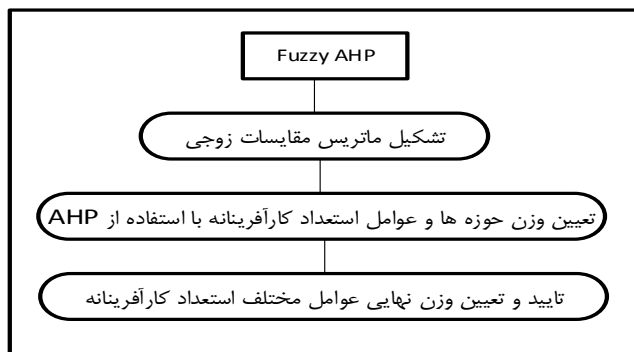 Fuzzy AHP
تشکیل ماتریس مقایسات زوجی
تعیین وزن حوزه ها و عوامل استعداد کارآفرینانه با استفاده از AHP
تایید و تعیین وزن نهایی عوامل مختلف استعداد کارآفرینانه